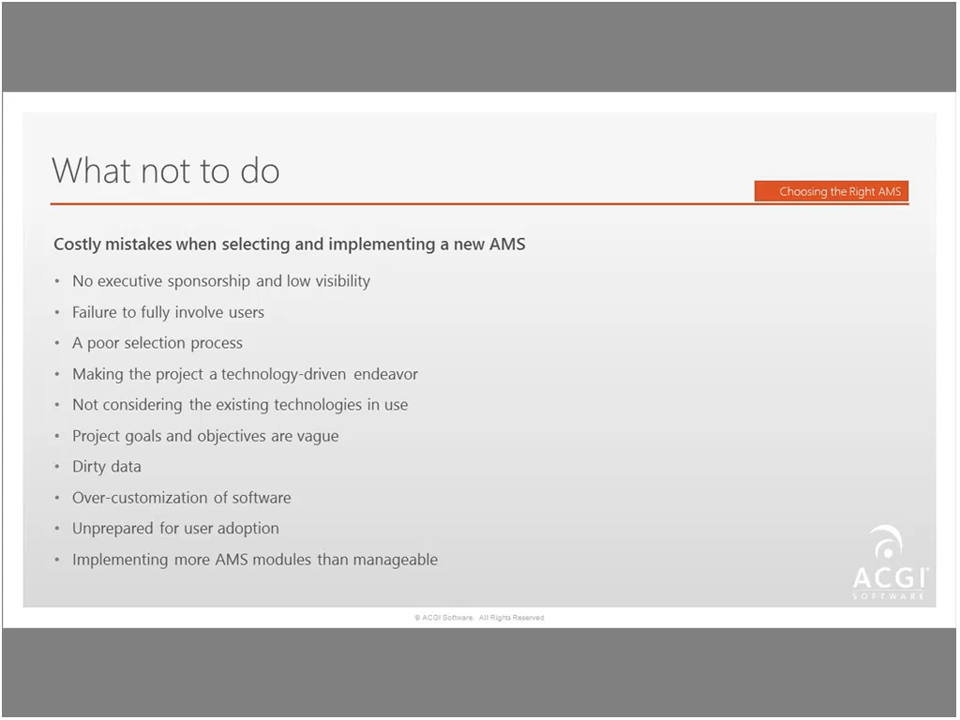 What not to do
Choosing the Right AMS
Costly mistakes when selecting and implementing a new AMS
• No executive sponsorship and low visibility
• Failure to fully involve users
• A poor selection process
• Making the project a technology-driven endeavor
• Not considering the existing technologies in use
• Project goals and objectives are vague
• Dirty data
• Over-customization of software
• Unprepared for user adoption
• Implementing more AMS modules than manageable
ACGI®
SOFTWARE
© ACGI Software. All Rights Reserved